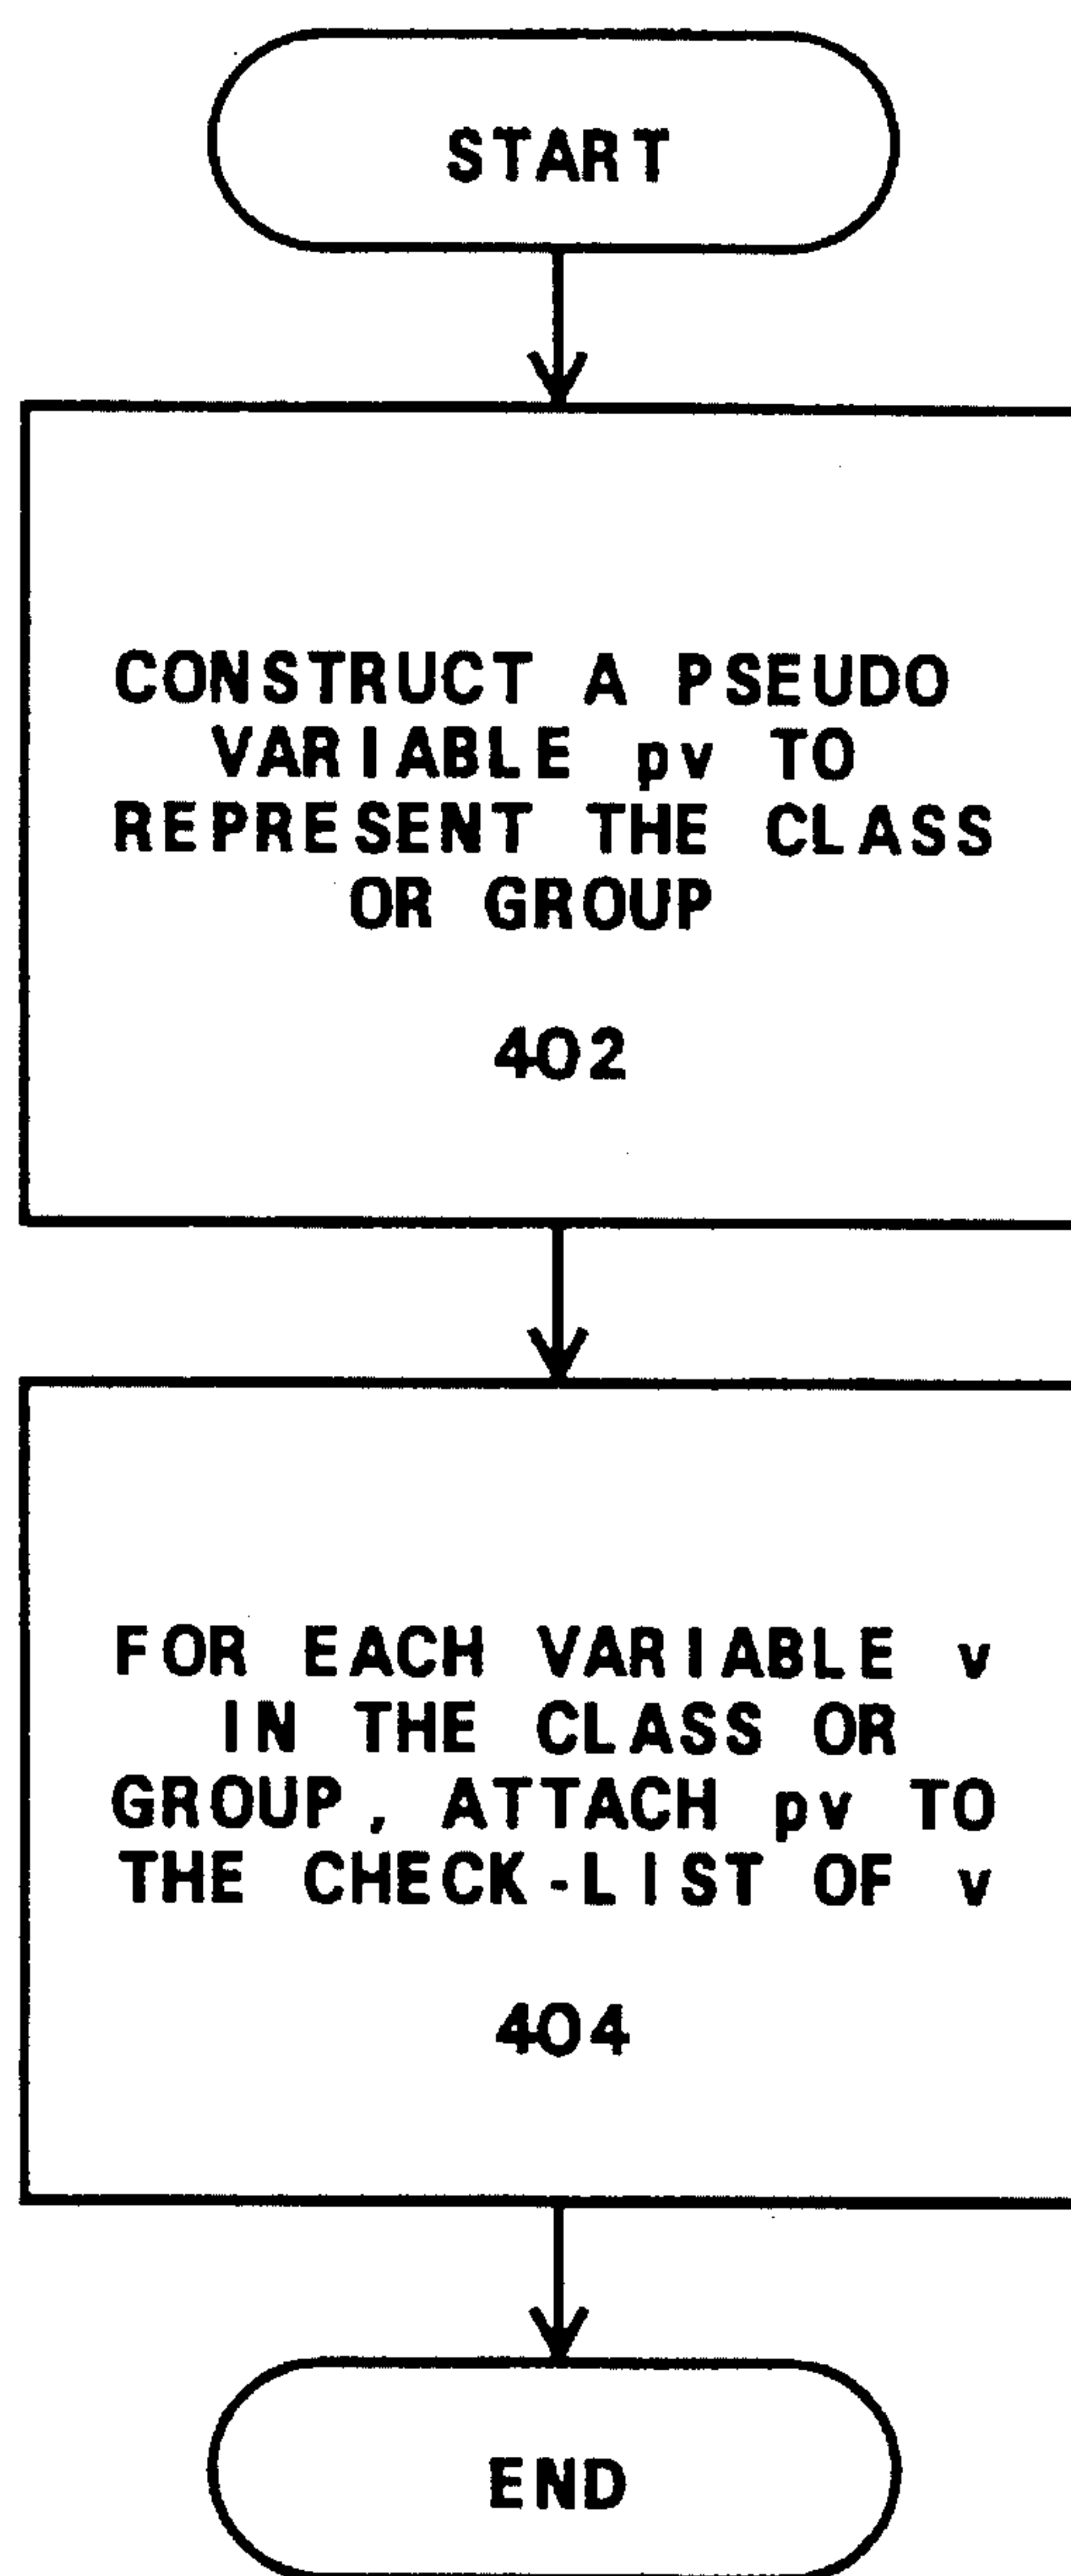 START
CONSTRUCT A PSEUDO
VARIABLE pv TO
REPRESENT THE CLASS
OR GROUP
402
FOR EACH VARIABLE v
IN THE CLASS OR
GROUP, ATTACH pv TO
THE CHECK-LIST OF v
404
END